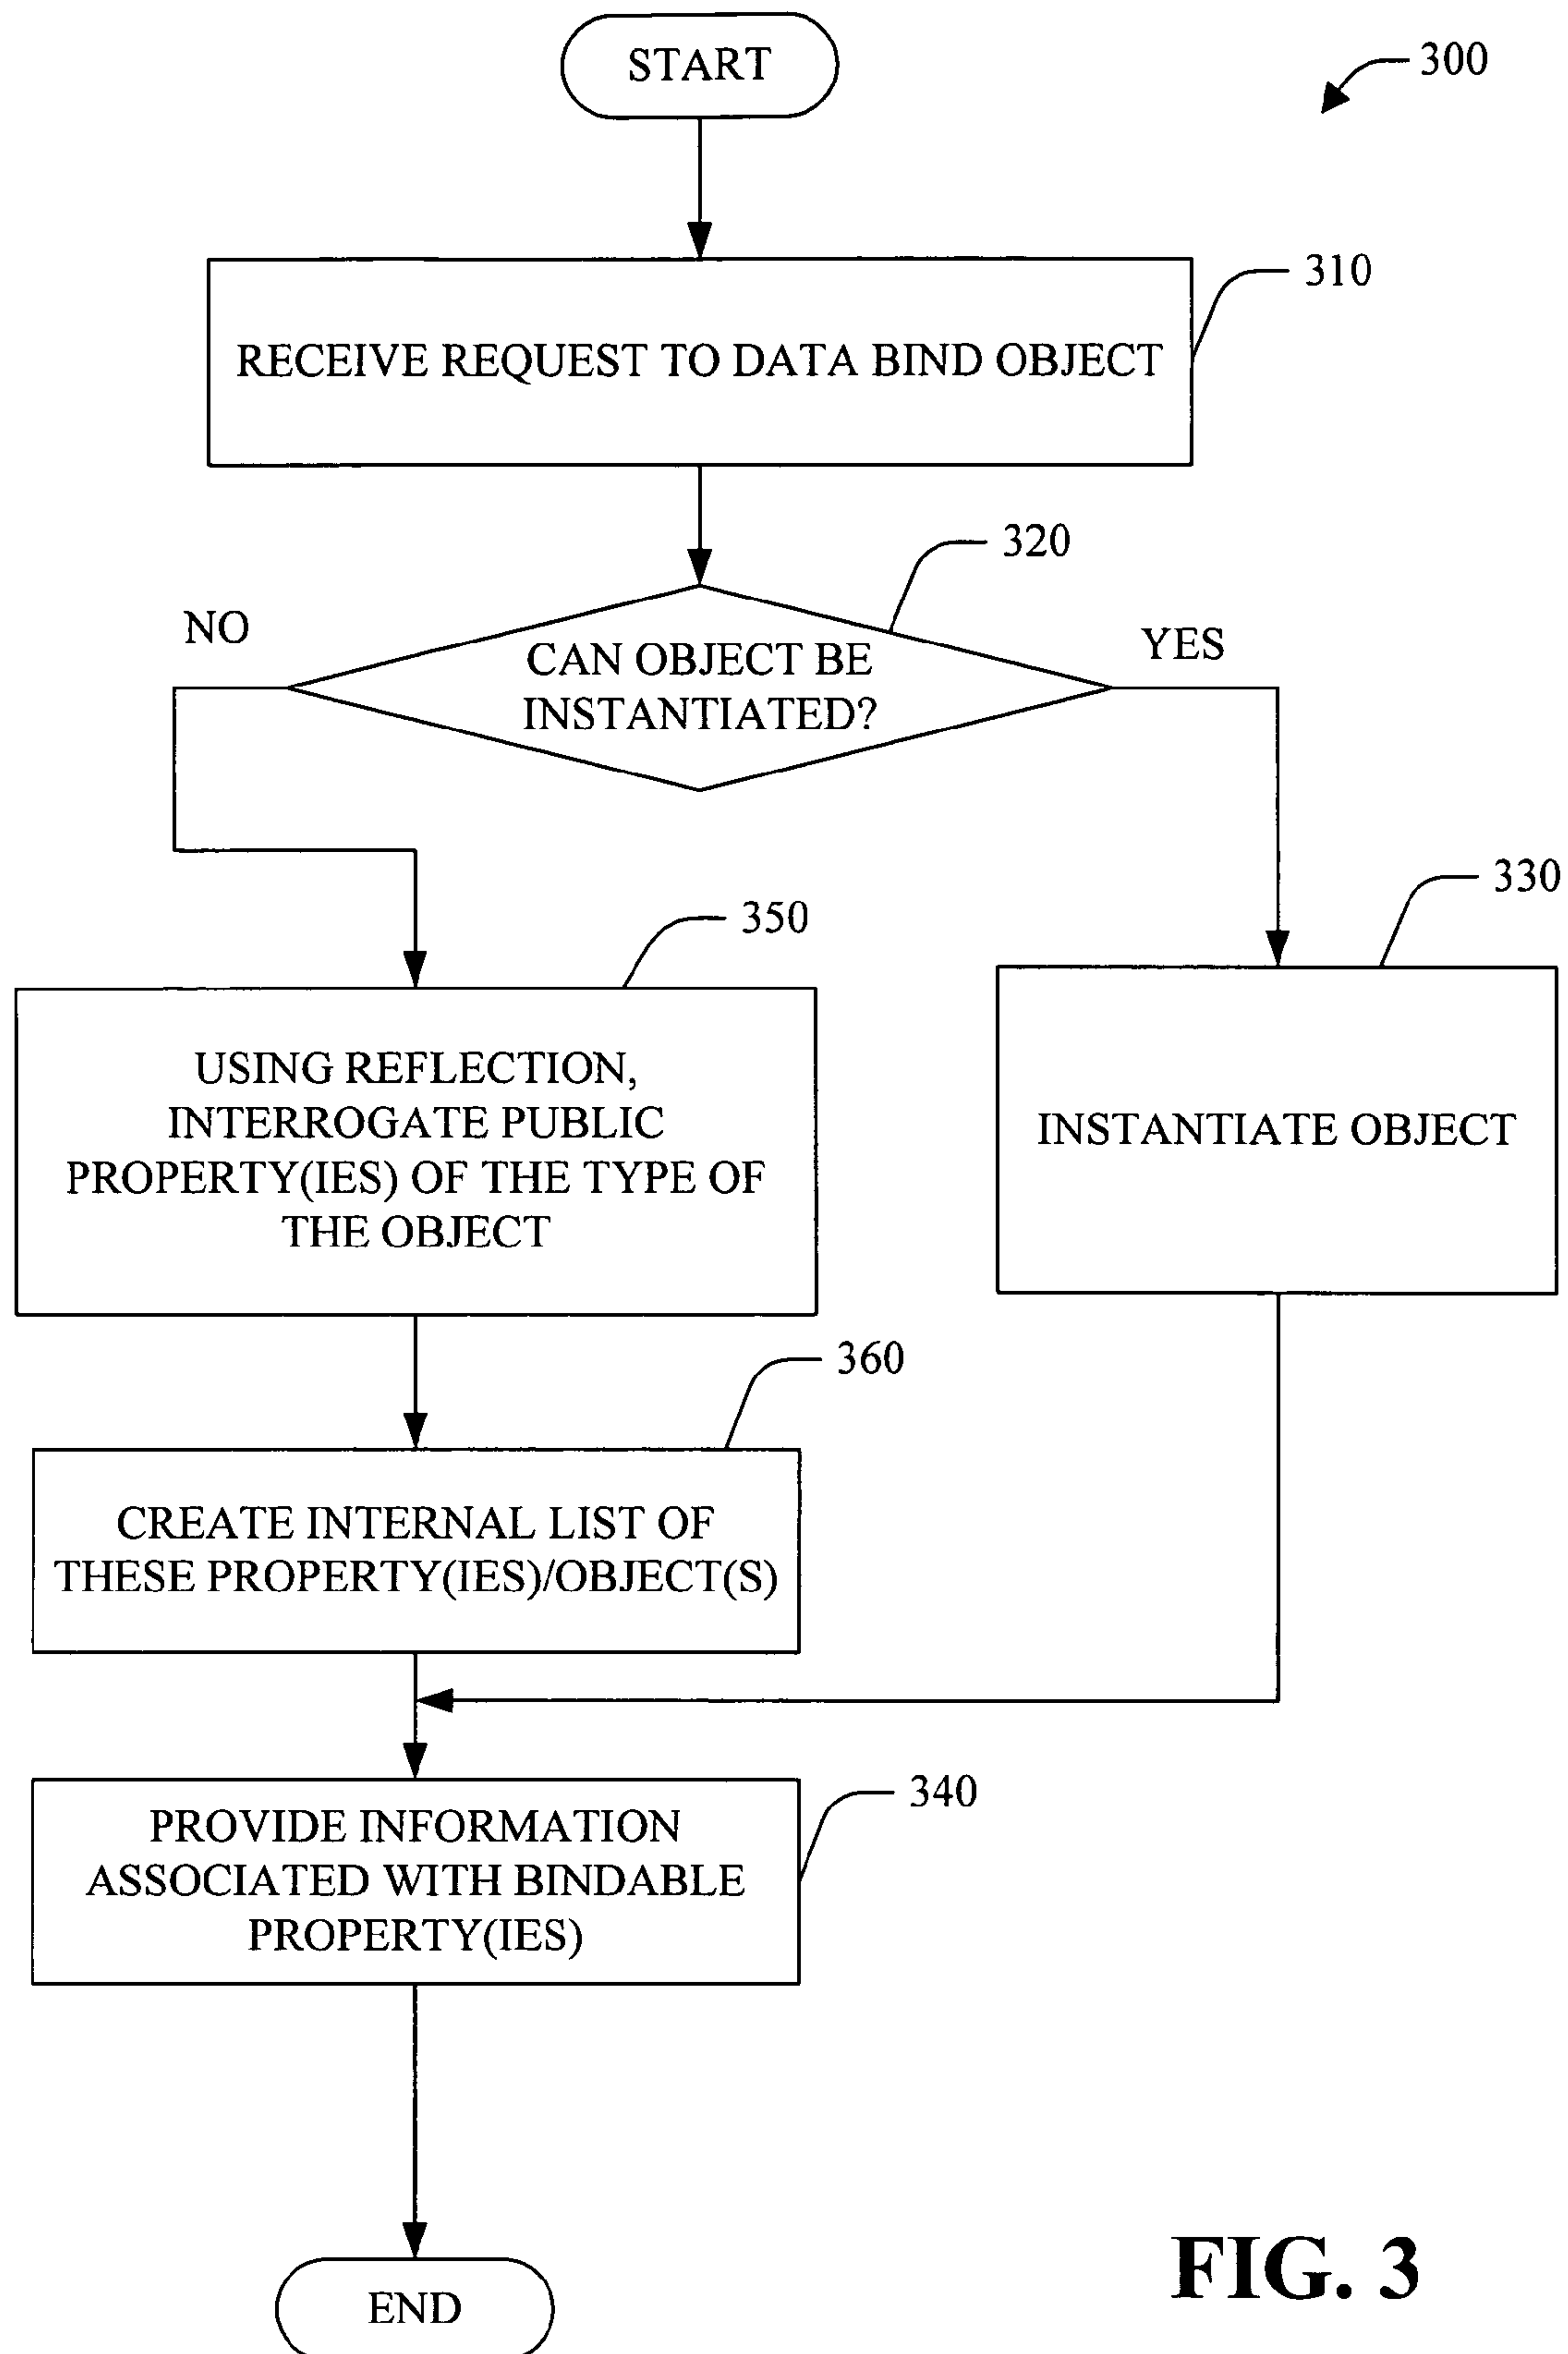 START
300
310
RECEIVE REQUEST TO DATA BIND OBJECT
320
NO
YES
CAN OBJECT BE
INSTANTIATED?
330
350
USING REFLECTION,
INTERROGATE PUBLIC
PROPERTY(IES) OF THE TYPE OF
THE OBJECT
INSTANTIATE OBJECT
360
CREATE INTERNAL LIST OF
THESE PROPERTY(IES)/OBJECT(S)
340
PROVIDE INFORMATION
ASSOCIATED WITH BINDABLE
PROPERTY(IES)
END
FIG. 3